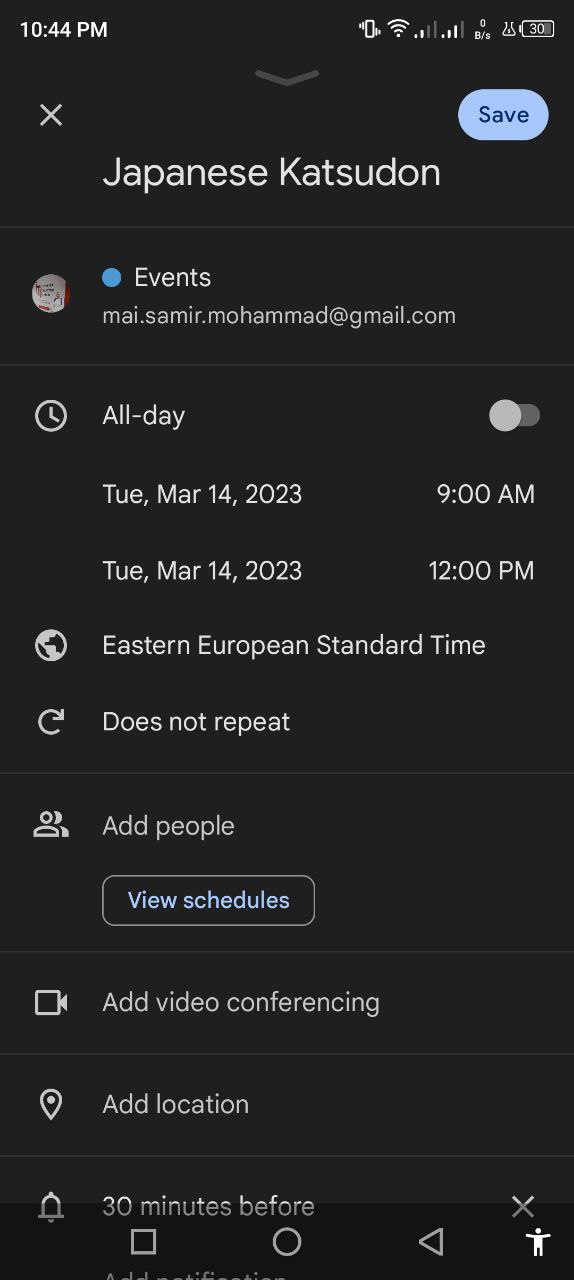 10:44 PM
0
B/s
30
Save
Japanese Katsudon
Events
mai.samir.mohammad@gmail.com
All-day
Tue, Mar 14, 2023 9:00 AM
Tue, Mar 14, 2023 12:00 PM
Eastern European Standard Time
Does not repeat
Add people
View schedules
Add video conferencing
Add location
30 minutes before
Add notification